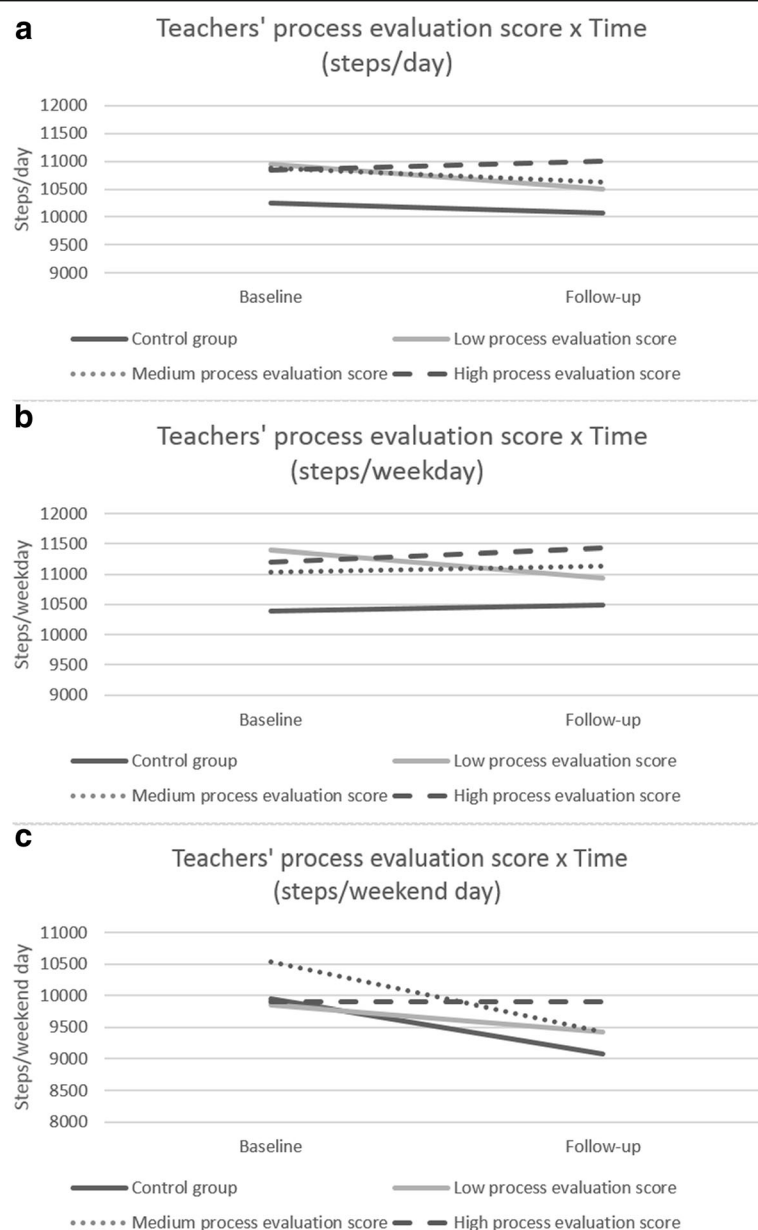 a
Teachers' process evaluation score x Time
(steps/day)
Steps/day
12000
11500
11000
10500
10000
9500
9000
Baseline Follow-up
Control group Low process evaluation score
Medium process evaluation score High process evaluation score
b
Teachers' process evaluation score x Time
(steps/weekday)
Steps/weekday
12000
11500
11000
10500
10000
9500
9000
Baseline Follow-up
Control group Low process evaluation score
Medium process evaluation score High process evaluation score
c
Teachers' process evaluation score x Time
(steps/weekend day)
Steps/weekend day
11000
10500
10000
9500
9000
8500
8000
Baseline Follow-up
Control group Low process evaluation score
Medium process evaluation score High process evaluation score